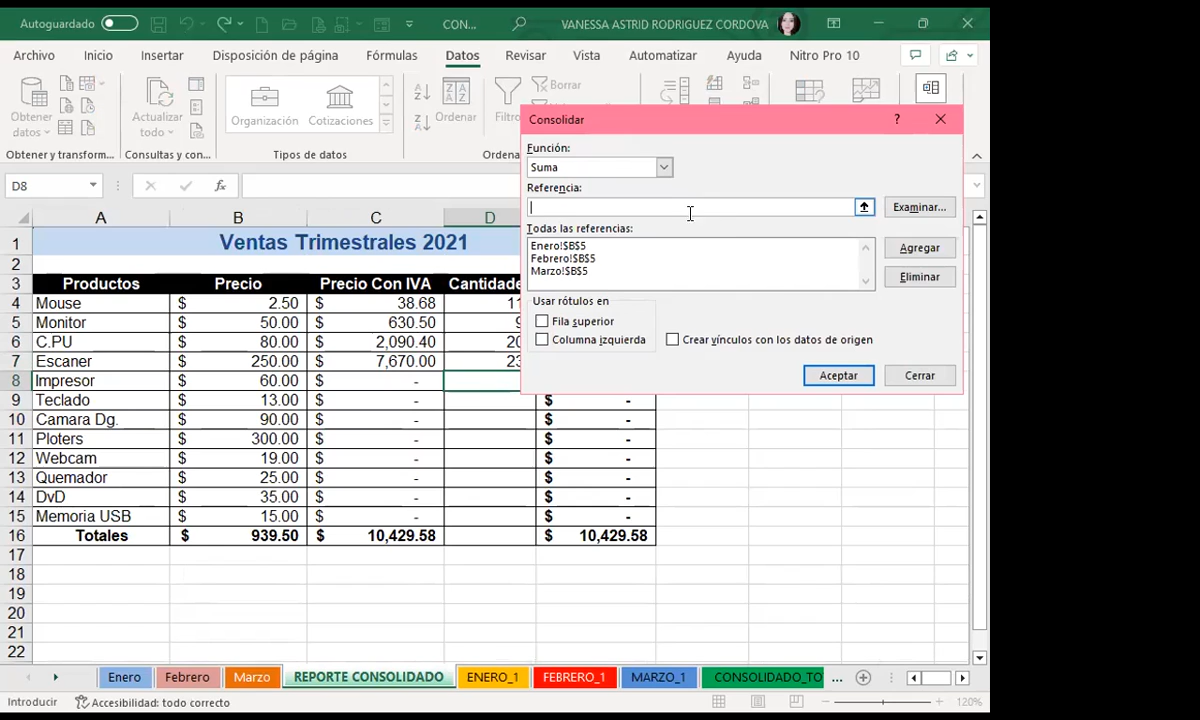 Autoguardado
CON...
VANESSA ASTRID RODRIGUEZ CORDOVA
Archivo Inicio Insertar Disposición de página Fórmulas Datos Revisar Vista Automatizar Ayuda Nitro Pro 10
Obtener datos
Actualizar todo
Organización Cotizaciones
Ordenar
Filtro
Borrar
Obtener y transform... Consultas y con... Tipos de datos Ordena
D8
fx
Consolidar
?
Función:
Suma
Referencia:
Examinar...
Todas las referencias:
Enero!$B$5
Febrero!$B$5
Marzo!$B$5
Agregar
Eliminar
Usar rótulos en
Fila superior
Columna izquierda
Crear vínculos con los datos de origen
Aceptar Cerrar
A B C D
1 Ventas Trimestrales 2021
2
3 Productos Precio Precio Con IVA Cantidade
4 Mouse $ 2.50 $ 38.68 11
5 Monitor $ 50.00 $ 630.50 9
6 C.PU $ 80.00 $ 2,090.40 20
7 Escaner $ 250.00 $ 7,670.00 23
8 Impresor $ 60.00 $ -
9 Teclado $ 13.00 $ - $ -
10 Camara Dg. $ 90.00 $ - $ -
11 Ploters $ 300.00 $ - $ -
12 Webcam $ 19.00 $ - $ -
13 Quemador $ 25.00 $ - $ -
14 DvD $ 35.00 $ - $ -
15 Memoria USB $ 15.00 $ - $ -
16 Totales $ 939.50 $ 10,429.58 $ 10,429.58
17
18
19
20
21
22
Enero Febrero Marzo REPORTE CONSOLIDADO ENERO_1 FEBRERO_1 MARZO_1 CONSOLIDADO_TO ...
Introducir Accesibilidad: todo correcto 120%